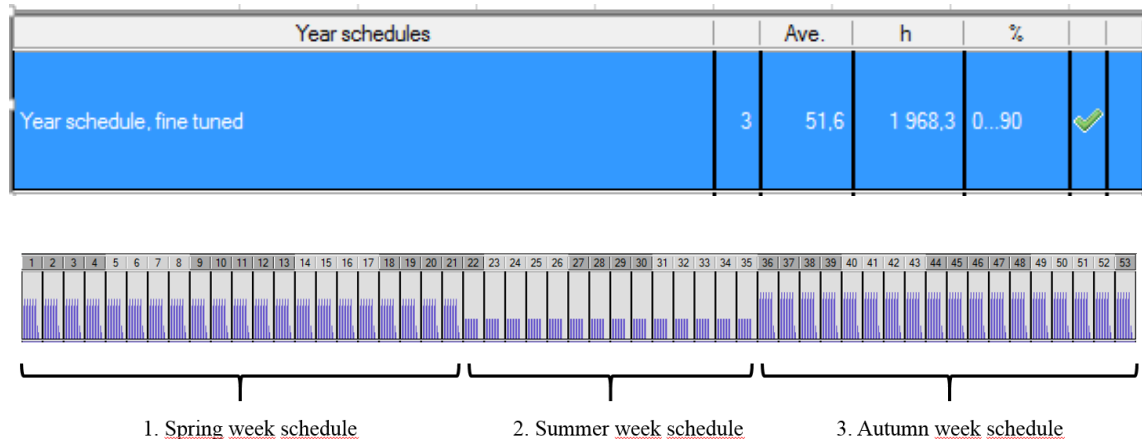 Year schedules Ave. h %
Year schedule, fine tuned 3 51,6 1 968,3 0...90
1 2 3 4 5 6 7 8 9 10 11 12 13 14 15 16 17 18 19 20 21 22 23 24 25 26 27 28 29 30 31 32 33 34 35 36 37 38 39 40 41 42 43 44 45 46 47 48 49 50 51 52 53
1. Spring week schedule 2. Summer week schedule 3. Autumn week schedule